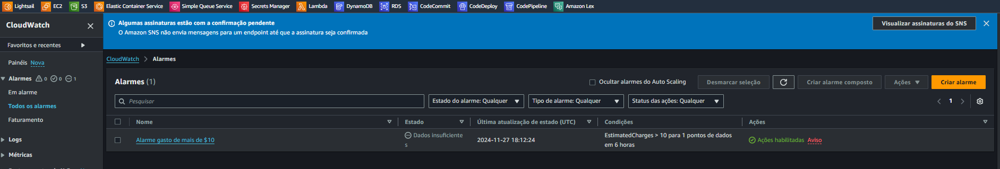 Lightsail EC2 S3 Elastic Container Service Simple Queue Service Secrets Manager Lambda DynamoDB RDS CodeCommit CodeDeploy CodePipeline Amazon Lex
CloudWatch
Favoritos e recentes
Painéis Nova
Alarmes 0 0 1
Em alarme
Todos os alarmes
Faturamento
Logs
Métricas
Algumas assinaturas estão com a confirmação pendente
O Amazon SNS não envia mensagens para um endpoint até que a assinatura seja confirmada
Visualizar assinaturas do SNS
CloudWatch Alarmes
Alarmes (1)
Ocultar alarmes do Auto Scaling
Desmarcar seleção
Criar alarme composto
Ações
Criar alarme
Pesquisar
Estado do alarme: Qualquer
Tipo de alarme: Qualquer
Status das ações: Qualquer
1
Nome Estado Última atualização de estado (UTC) Condições Ações
Alarme gasto de mais de $10
Dados insuficiente
s
2024-11-27 18:12:24
EstimatedCharges > 10 para 1 pontos de dados
em 6 horas
Ações habilitadas Aviso